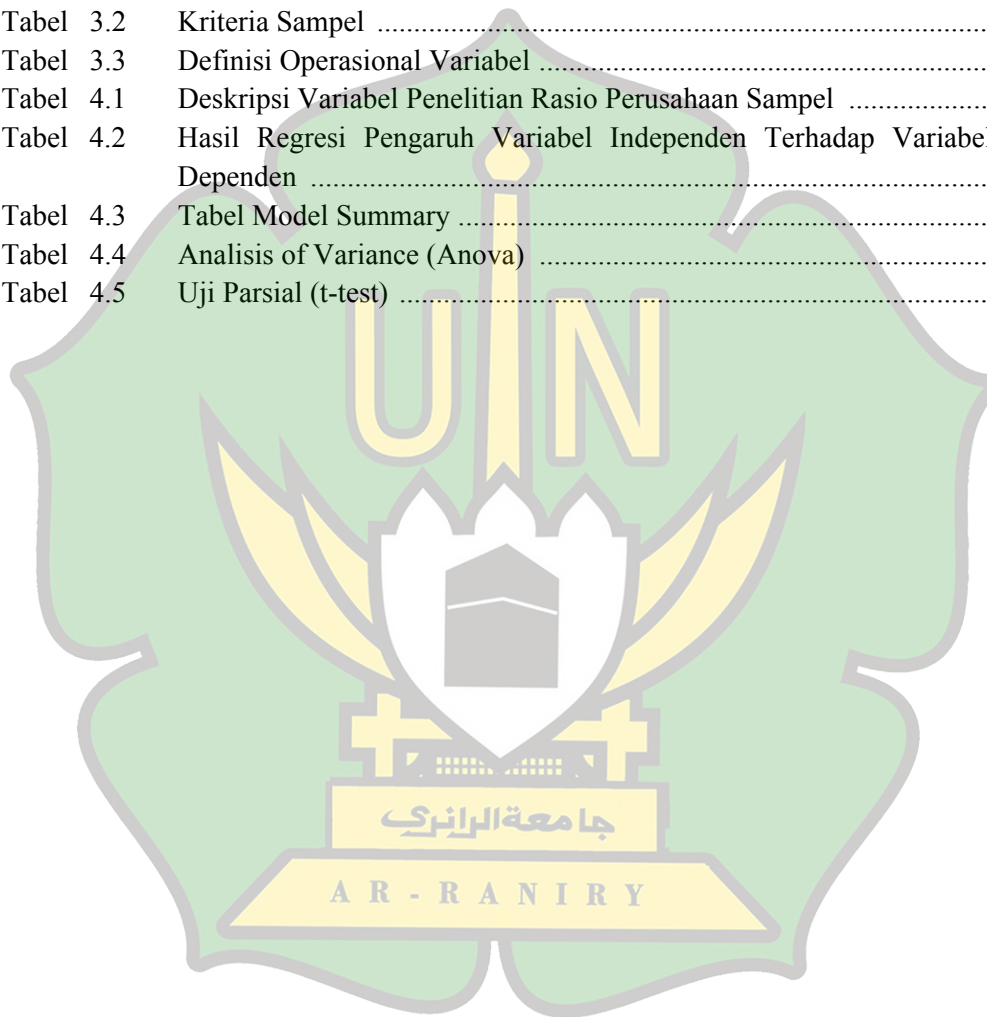 Tabel 3.2 Kriteria Sampel ........................................................................................
Tabel 3.3 Definisi Operasional Variabel ................................................................
Tabel 4.1 Deskripsi Variabel Penelitian Rasio Perusahaan Sampel ....................
Tabel 4.2 Hasil Regresi Pengaruh Variabel Independen Terhadap Variabel
Dependen ................................................................................................
Tabel 4.3 Tabel Model Summary ..........................................................................
Tabel 4.4 Analisis of Variance (Anova) ................................................................
Tabel 4.5 Uji Parsial (t-test) ....................................................................................
UIN
جامعة الرانري
AR-RANIRY